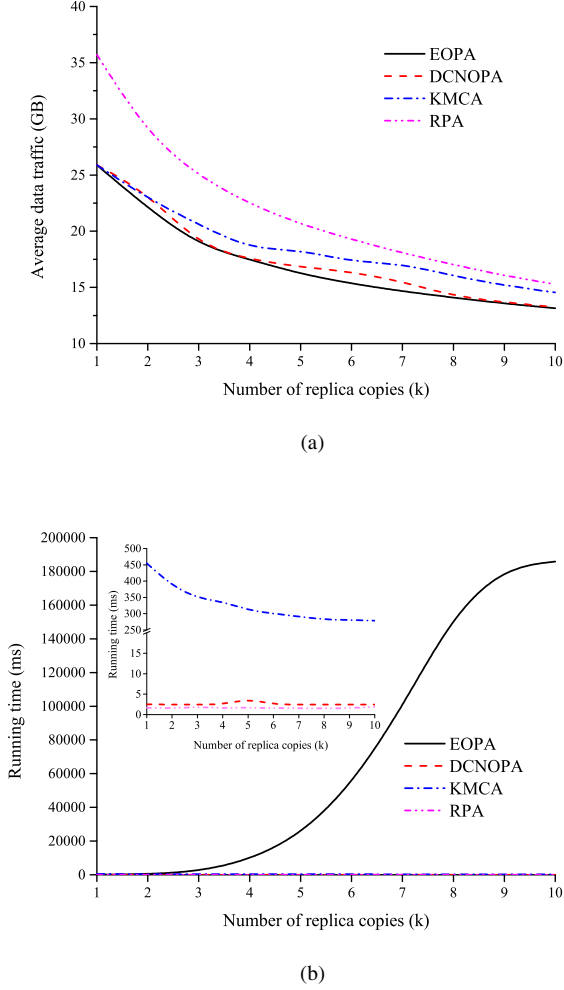 40
35
30
25
20
15
10
Average data traffic (GB)
EOPA
DCNOPA
KMCA
RPA
1 2 3 4 5 6 7 8 9 10
Number of replica copies (k)
(a)
200000
180000
160000
140000
120000
100000
80000
60000
40000
20000
0
Running time (ms)
500
450
400
350
300
250
15
10
5
0
Running time (ms)
1 2 3 4 5 6 7 8 9 10
Number of replica copies (k)
EOPA
DCNOPA
KMCA
RPA
1 2 3 4 5 6 7 8 9 10
Number of replica copies (k)
(b)